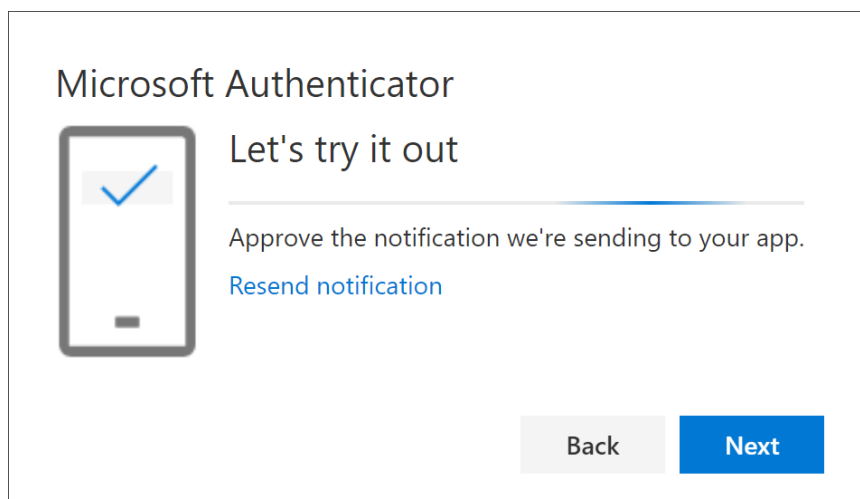 Microsoft Authenticator
Let's try it out
Approve the notification we're sending to your app.
Resend notification
Back
Next